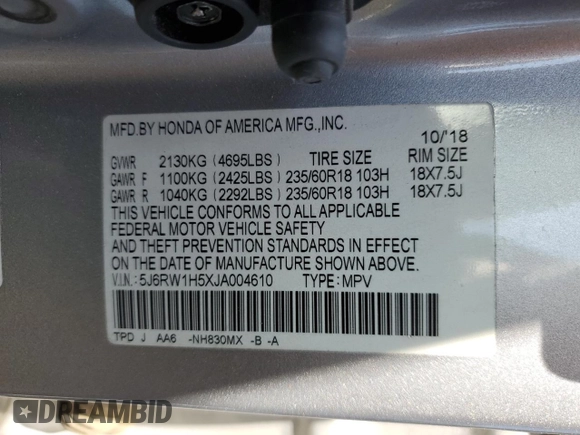 MFD.BY HONDA OF AMERICA MFG.,INC.
10/'18
GVWR 2130KG (4695LBS) TIRE SIZE RIM SIZE
GAWR F 1100KG (2425LBS) 235/60R18 103H 18X7.5J
GAWR R 1040KG (2292LBS) 235/60R18 103H 18X7.5J
THIS VEHICLE CONFORMS TO ALL APPLICABLE
FEDERAL MOTOR VEHICLE SAFETY
AND THEFT PREVENTION STANDARDS IN EFFECT
ON THE DATE OF MANUFACTURE SHOWN ABOVE.
V.I.N.: 5J6RW1H5XJA004610 TYPE: MPV
TPD J AA6 -NH830MX -B -A
DREAMBID